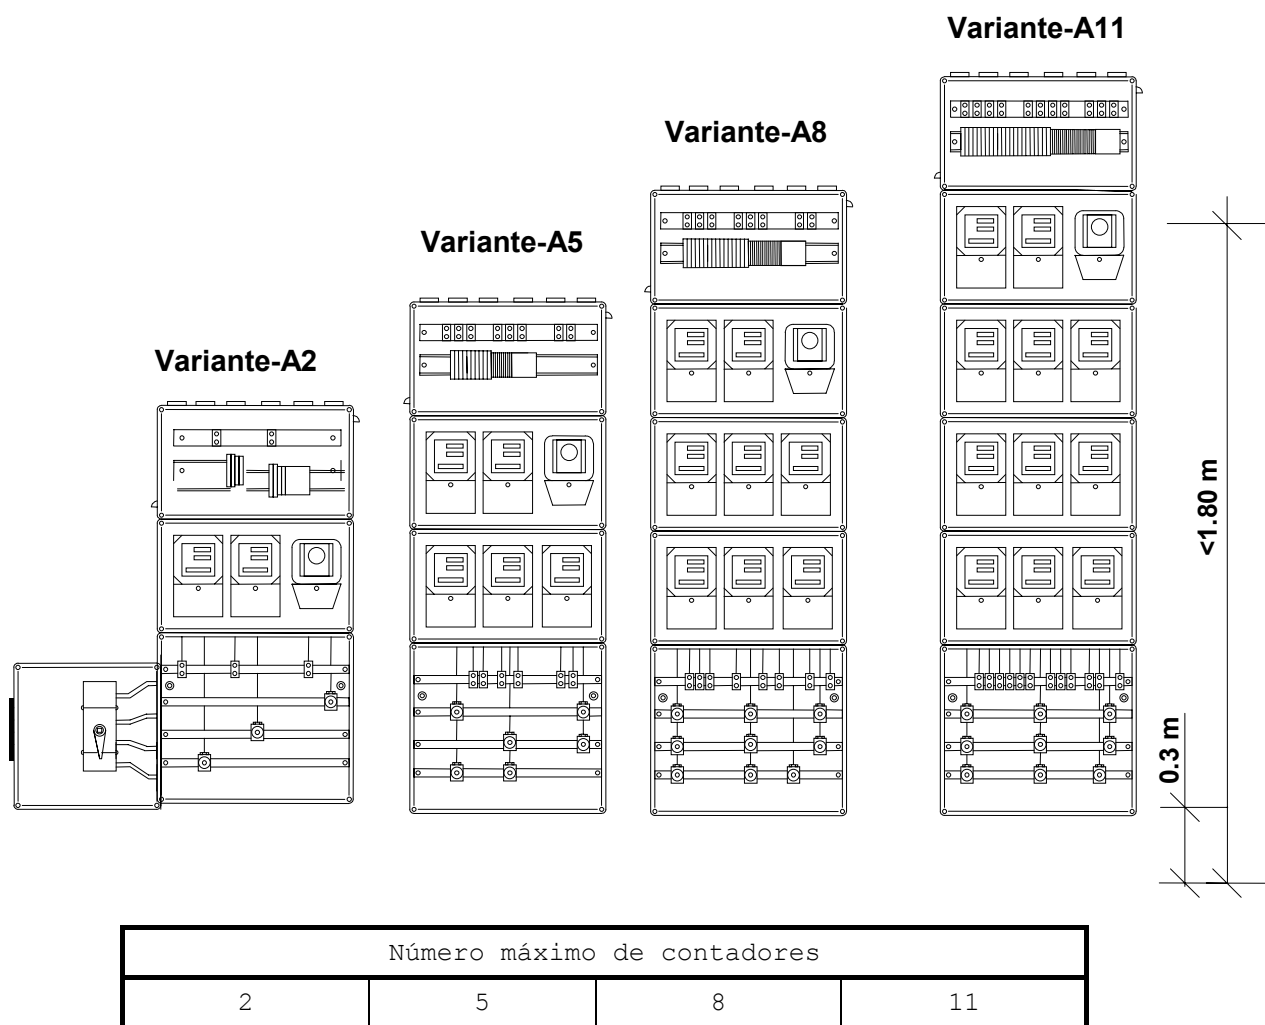 Variante-A11
Variante-A8
Variante-A5
Variante-A2
<1.80 m
0.3 m
Número máximo de contadores
2 5 8 11